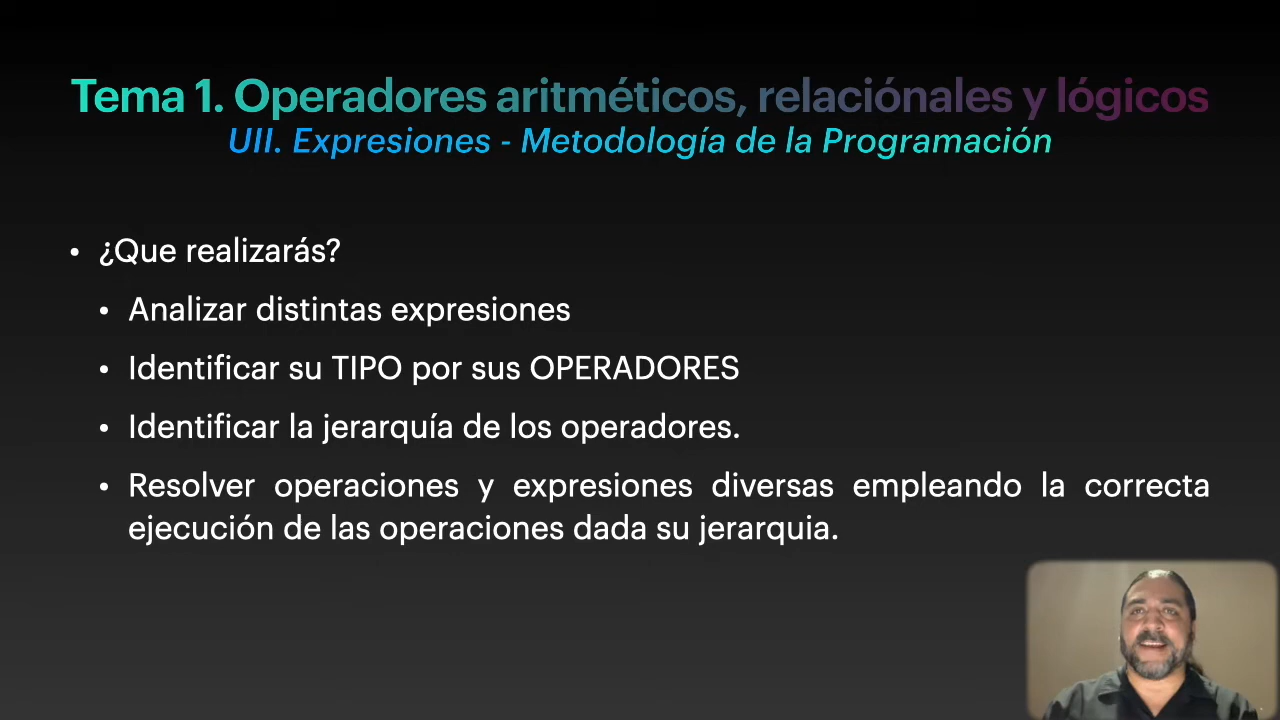 Tema 1. Operadores aritméticos, relaciónales y lógicos
UII. Expresiones - Metodología de la Programación
• ¿Que realizarás?
• Analizar distintas expresiones
• Identificar su TIPO por sus OPERADORES
• Identificar la jerarquía de los operadores.
• Resolver operaciones y expresiones diversas empleando la correcta
ejecución de las operaciones dada su jerarquia.